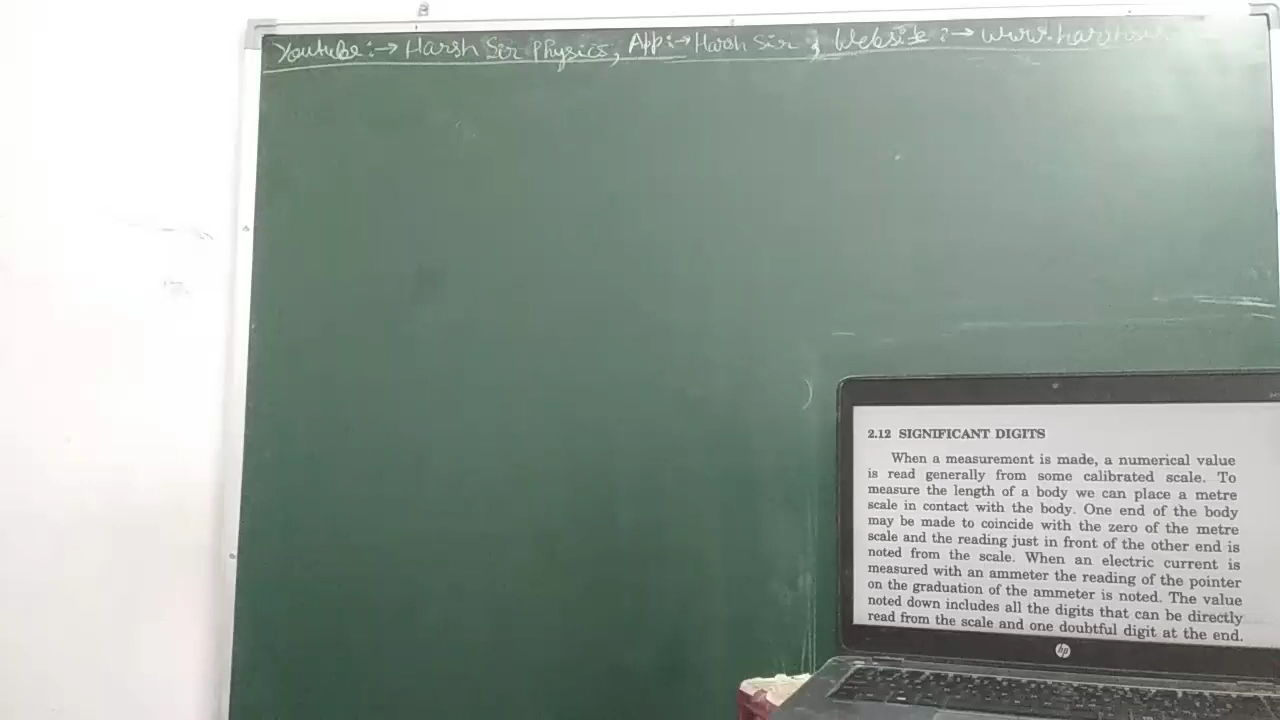 Youtube:→ Harsh Sir Physics, App:→ Harsh Sir, Website:→
2.12 SIGNIFICANT DIGITS
When a measurement is made, a numerical value
is read generally from some calibrated scale. To
measure the length of a body we can place a metre
scale in contact with the body. One end of the body
may be made to coincide with the zero of the metre
scale and the reading just in front of the other end is
noted from the scale. When an electric current is
measured with an ammeter the reading of the pointer
on the graduation of the ammeter is noted. The value
noted down includes all the digits that can be directly
read from the scale and one doubtful digit at the end.
hp